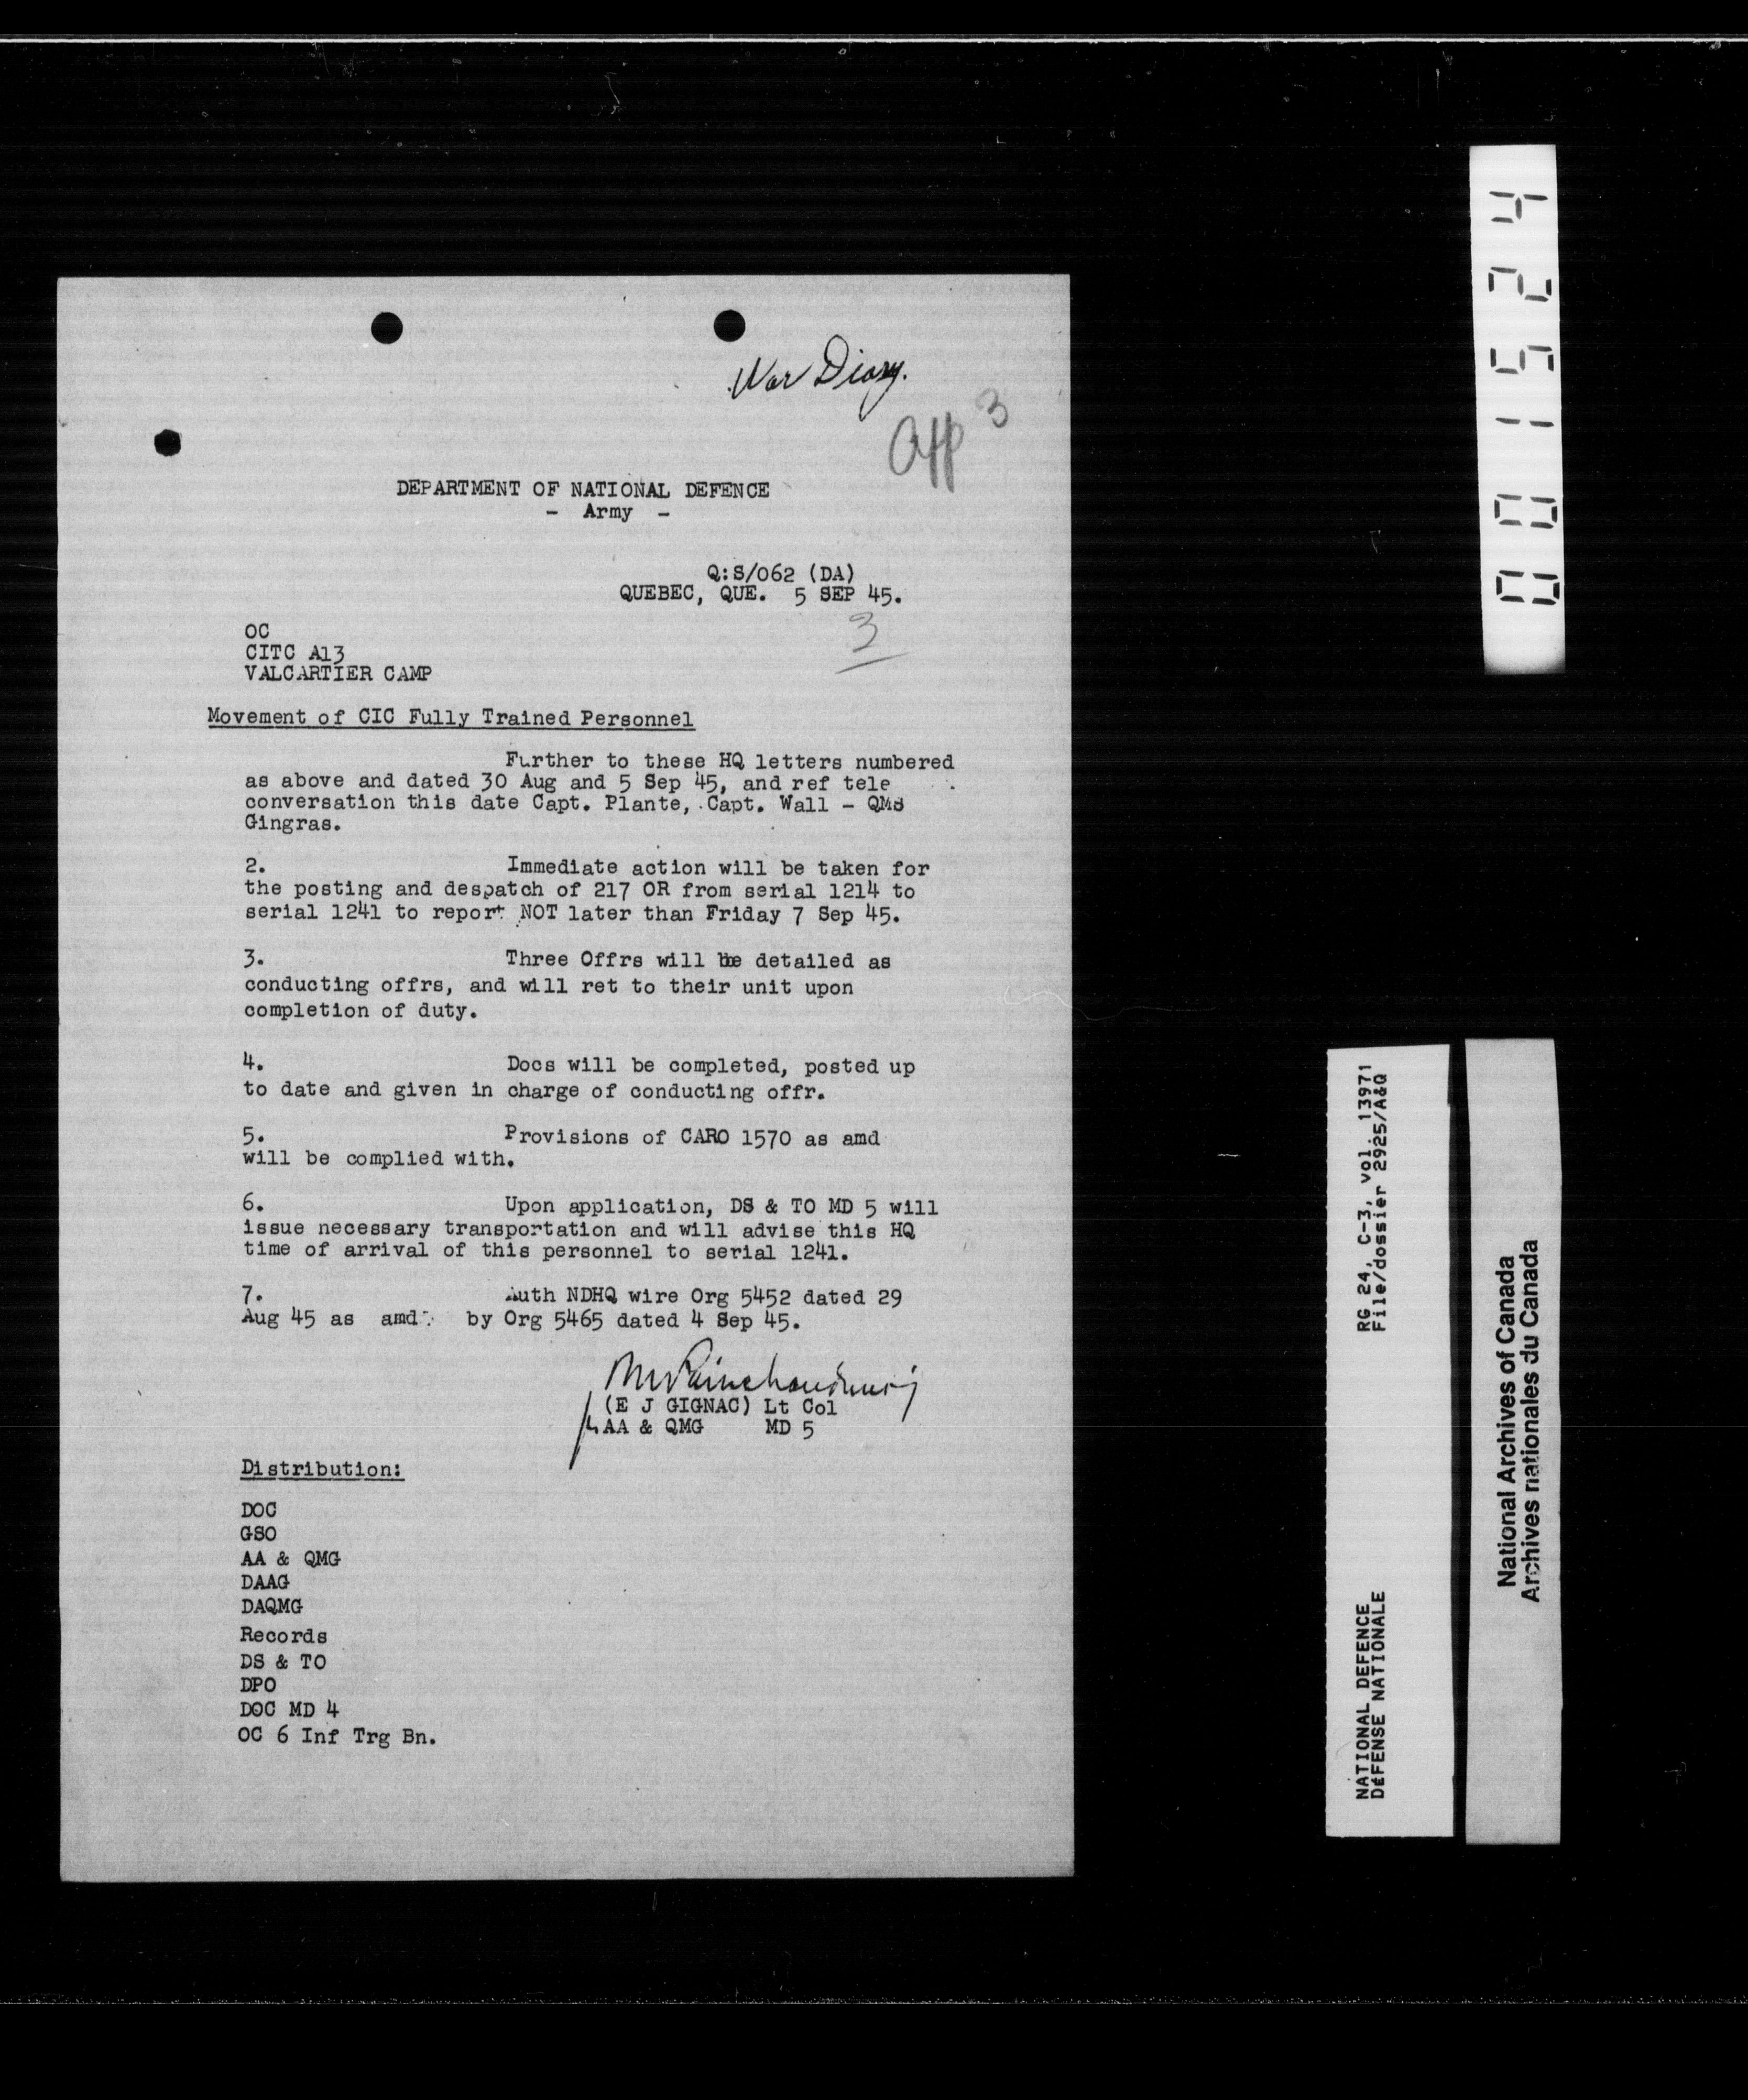 War Diary.
App 3
DEPARTMENT OF NATIONAL DEFENCE
- Army -
Q:S/062 (DA)
QUEBEC, QUE. 5 SEP 45.
3
OC
CITC A13
VALCARTIER CAMP
Movement of CIC Fully Trained Personnel
Further to these HQ letters numbered
as above and dated 30 Aug and 5 Sep 45, and ref tele
conversation this date Capt. Plante, Capt. Wall - QMS
Gingras.
2. Immediate action will be taken for
the posting and despatch of 217 OR from serial 1214 to
serial 1241 to report NOT later than Friday 7 Sep 45.
3. Three Offrs will be detailed as
conducting offrs, and will ret to their unit upon
completion of duty.
4. Docs will be completed, posted up
to date and given in charge of conducting offr.
5. Provisions of CARO 1570 as amd
will be complied with.
6. Upon application, DS & TO MD 5 will
issue necessary transportation and will advise this HQ
time of arrival of this personnel to serial 1241.
7. Auth NDHQ wire Org 5452 dated 29
Aug 45 as amd by Org 5465 dated 4 Sep 45.
(E J GIGNAC) Lt Col
AA & QMG MD 5
Distribution:
DOC
GSO
AA & QMG
DAAG
DAQMG
Records
DS & TO
DPO
DOC MD 4
OC 6 Inf Trg Bn.
001524
RG 24, C-3, vol. 13971
File/dossier 2925/A&Q
NATIONAL DEFENCE
DÉFENSE NATIONALE
National Archives of Canada
Archives nationales du Canada